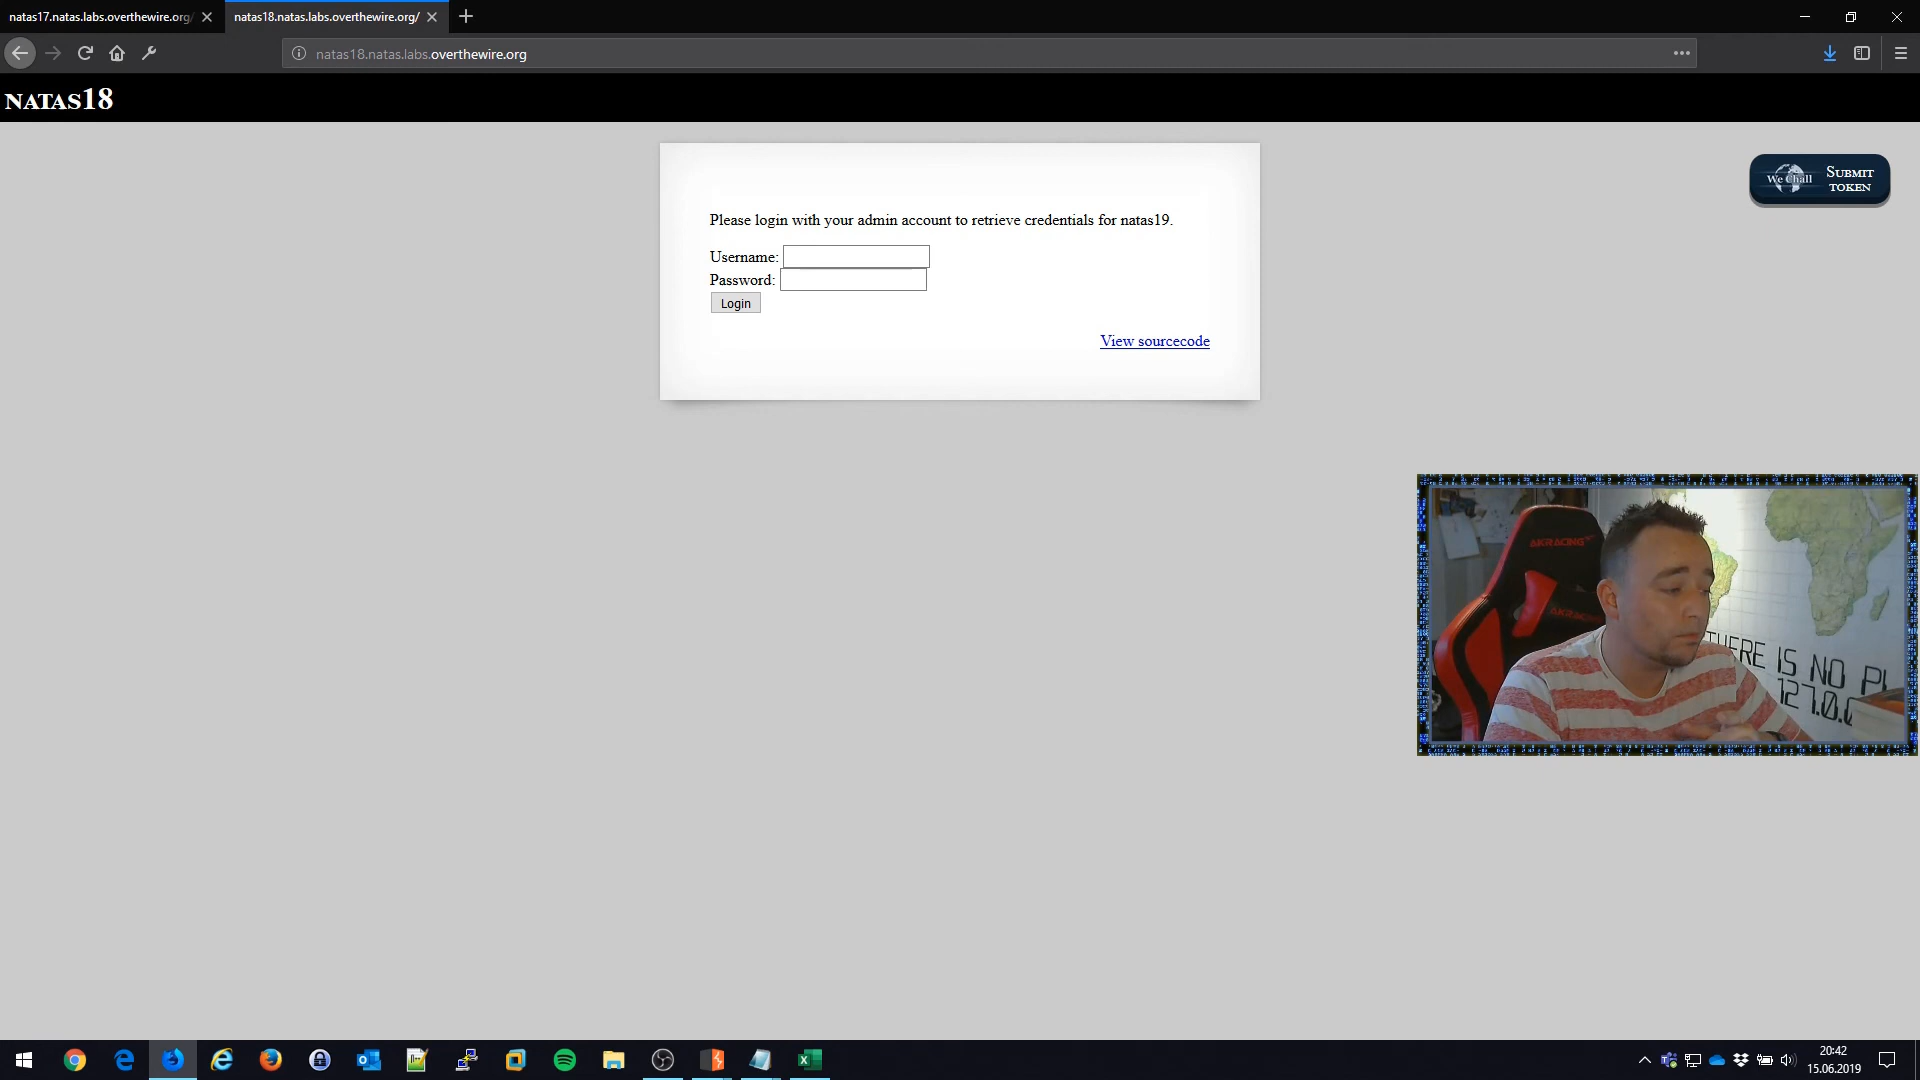 natas17.natas.labs.overthewire.org/
natas18.natas.labs.overthewire.org/
natas18.natas.labs.overthewire.org
NATAS18
We Chall
SUBMIT TOKEN
Please login with your admin account to retrieve credentials for natas19.
Username:
Password:
Login
View sourcecode
AKRACING
THERE IS NO PL
127.0.0
20:42
15.06.2019